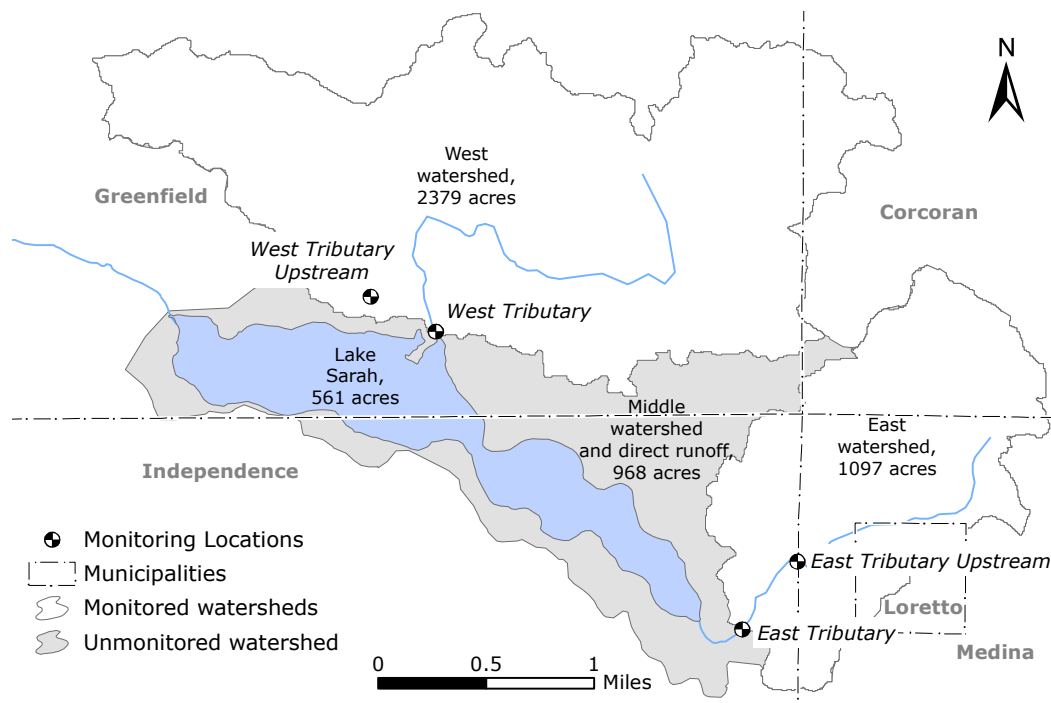 N
West
watershed,
2379 acres
Greenfield
Corcoran
West Tributary
Upstream
West Tributary
Lake
Sarah,
561 acres
Middle
watershed
and direct runoff,
968 acres
East
watershed,
1097 acres
Independence
Monitoring Locations
Municipalities
Monitored watersheds
Unmonitored watershed
East Tributary Upstream
Loretto
East Tributary
Medina
0 0.5 1
Miles